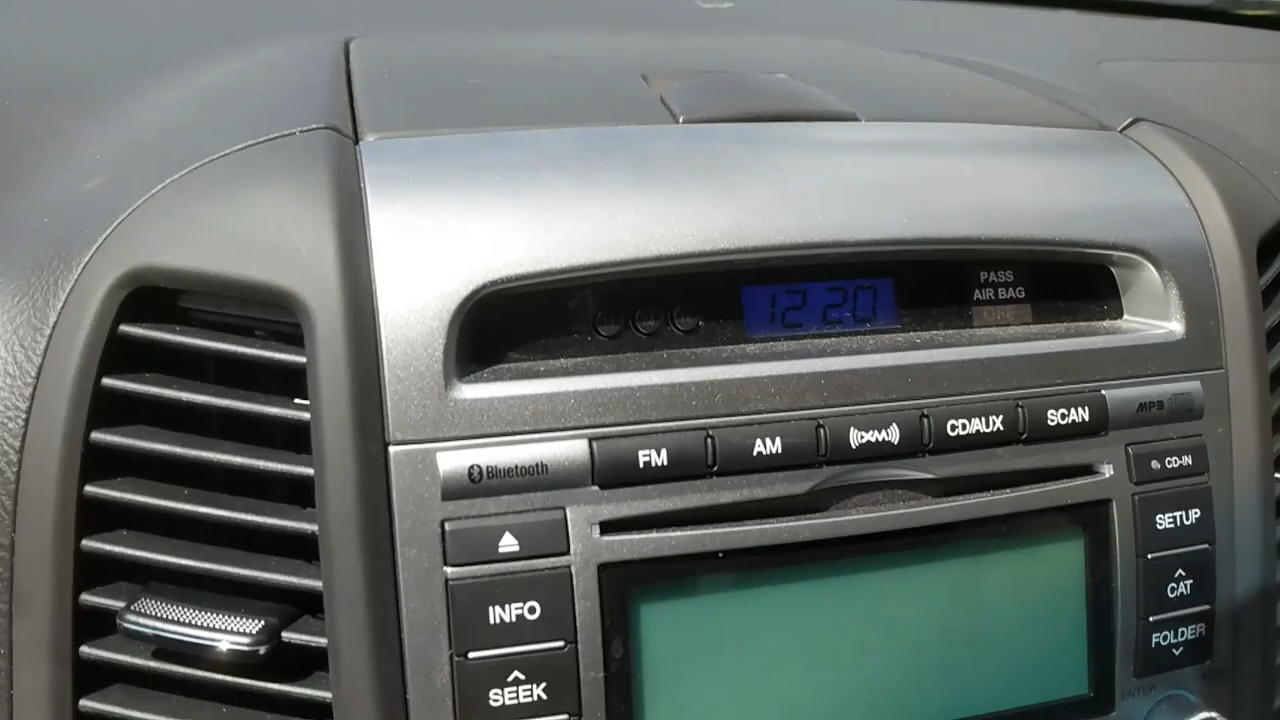 PASS
AIR BAG
OFF
12 20
FM
AM
((XM))
CD/AUX
SCAN
MP3
Bluetooth
CD-IN
SETUP
INFO
CAT
FOLDER
SEEK
ENTER